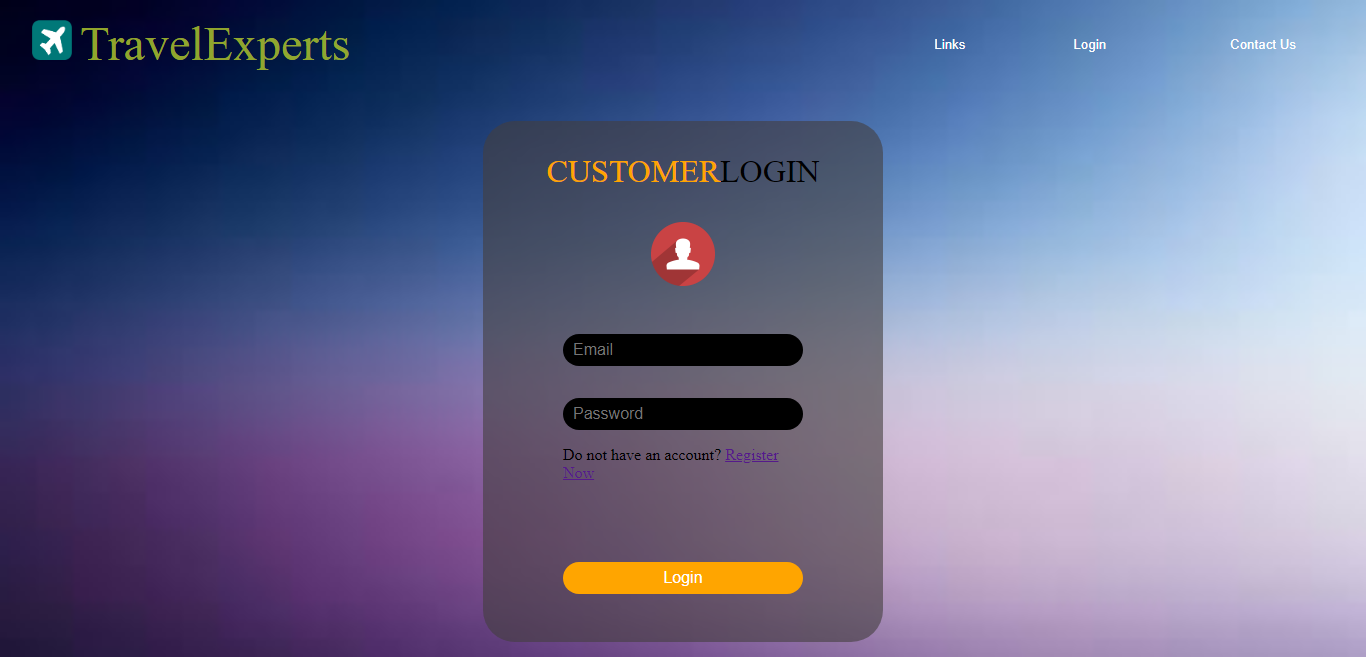 TravelExperts
Links
Login
Contact Us
CUSTOMERLOGIN
Email
Password
Do not have an account? Register
Now
Login